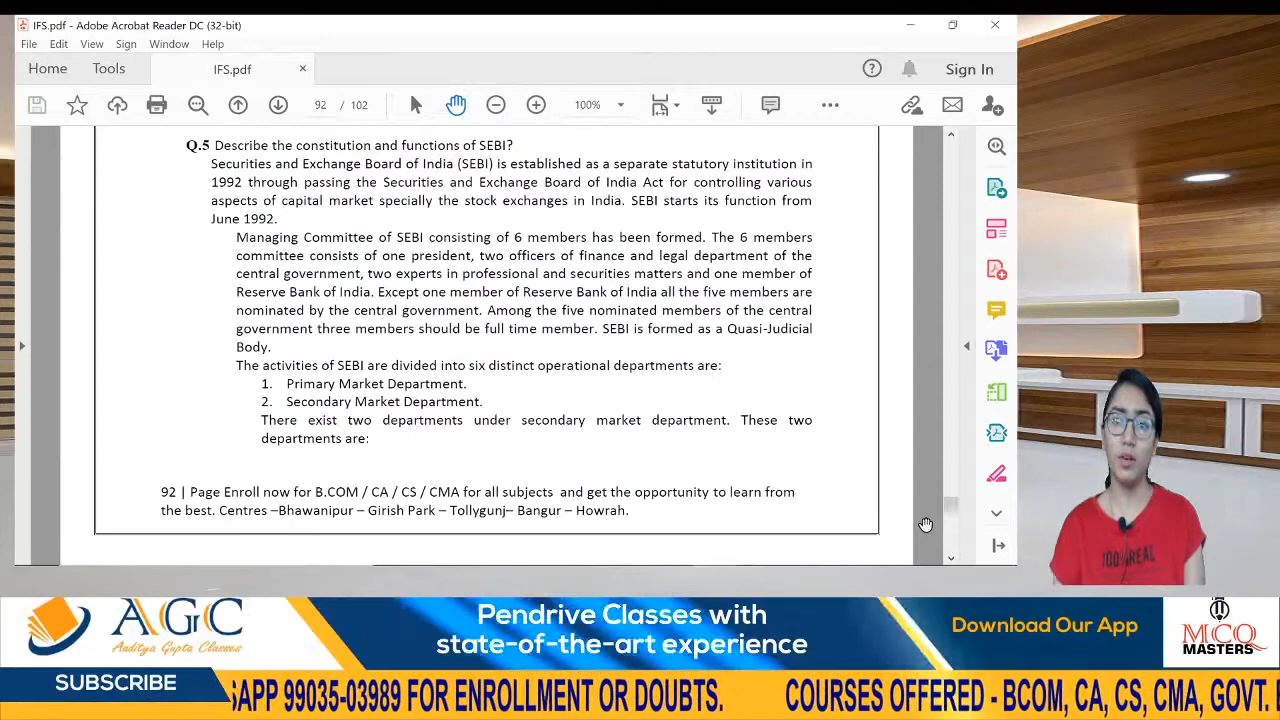 IFS.pdf - Adobe Acrobat Reader DC (32-bit)
File Edit View Sign Window Help
Home Tools IFS.pdf × Sign In
92 / 102 100%
Q.5 Describe the constitution and functions of SEBI?
Securities and Exchange Board of India (SEBI) is established as a separate statutory institution in
1992 through passing the Securities and Exchange Board of India Act for controlling various
aspects of capital market specially the stock exchanges in India. SEBI starts its function from
June 1992.
Managing Committee of SEBI consisting of 6 members has been formed. The 6 members
committee consists of one president, two officers of finance and legal department of the
central government, two experts in professional and securities matters and one member of
Reserve Bank of India. Except one member of Reserve Bank of India all the five members are
nominated by the central government. Among the five nominated members of the central
government three members should be full time member. SEBI is formed as a Quasi-Judicial
Body.
The activities of SEBI are divided into six distinct operational departments are:
1. Primary Market Department.
2. Secondary Market Department.
There exist two departments under secondary market department. These two
departments are:
92 | Page Enroll now for B.COM / CA / CS / CMA for all subjects and get the opportunity to learn from
the best. Centres –Bhawanipur – Girish Park – Tollygunj– Bangur – Howrah.
100% REAL
AGC
Aaditya Gupta Classes
Pendrive Classes with
state-of-the-art experience
Download Our App
MCQ
MASTERS
SUBSCRIBE
SAPP 99035-03989 FOR ENROLLMENT OR DOUBTS. COURSES OFFERED - BCOM, CA, CS, CMA, GOVT.